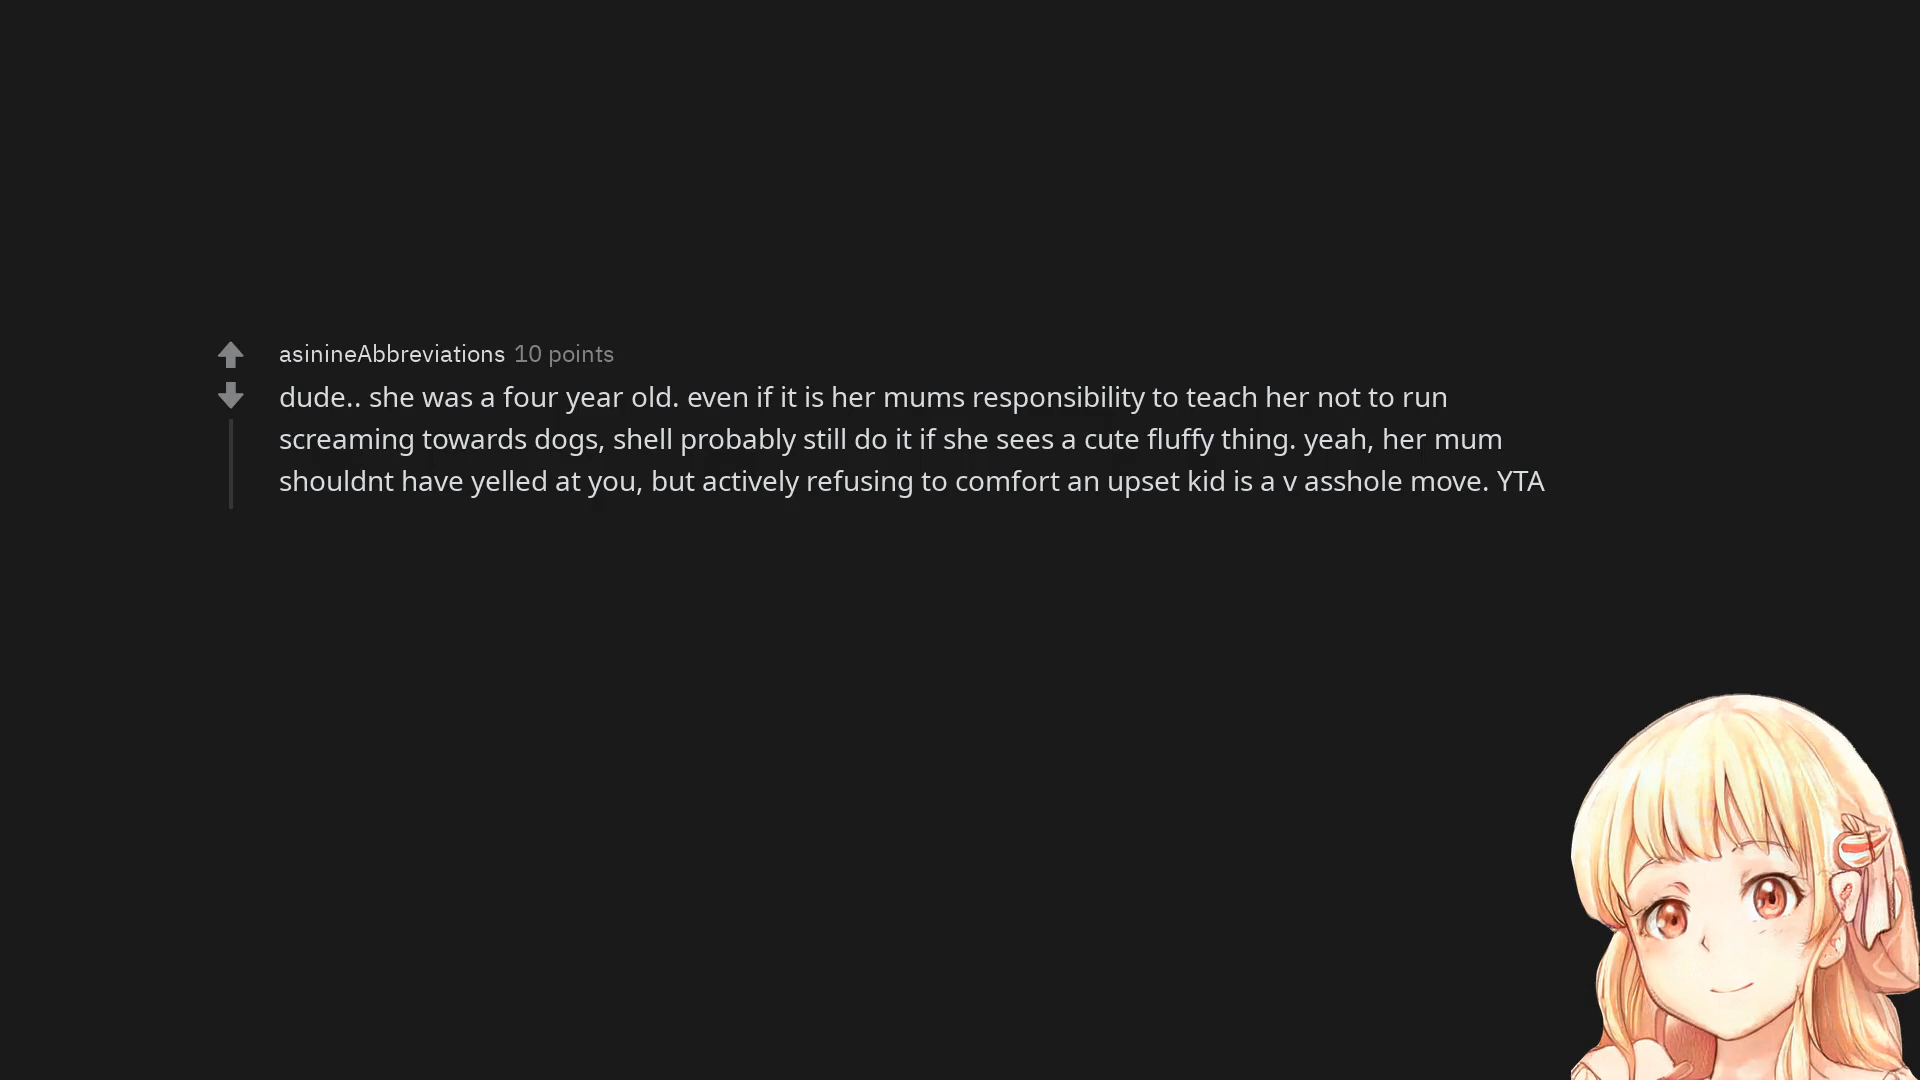 asinineAbbreviations 10 points
dude.. she was a four year old. even if it is her mums responsibility to teach her not to run
screaming towards dogs, shell probably still do it if she sees a cute fluffy thing. yeah, her mum
shouldnt have yelled at you, but actively refusing to comfort an upset kid is a v asshole move. YTA